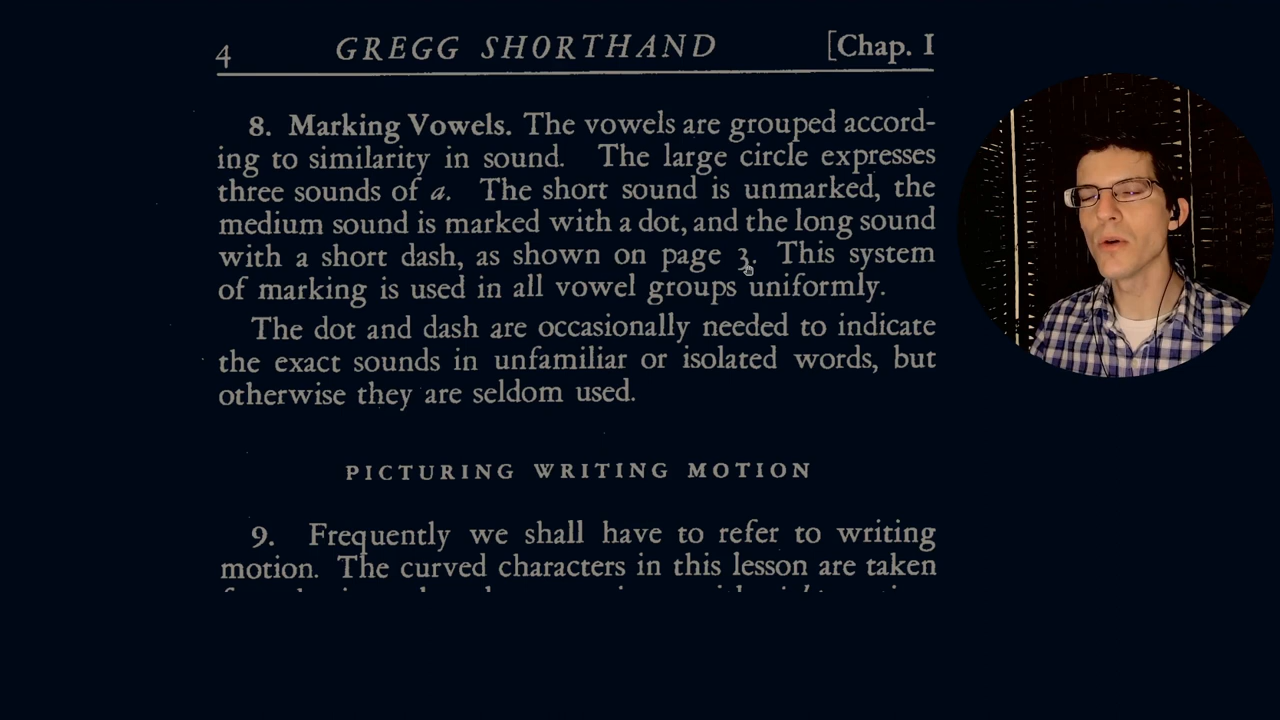 4 GREGG SHORTHAND [Chap. I
8. Marking Vowels. The vowels are grouped accord-
ing to similarity in sound. The large circle expresses
three sounds of a. The short sound is unmarked, the
medium sound is marked with a dot, and the long sound
with a short dash, as shown on page 3. This system
of marking is used in all vowel groups uniformly.
The dot and dash are occasionally needed to indicate
the exact sounds in unfamiliar or isolated words, but
otherwise they are seldom used.
PICTURING WRITING MOTION
9. Frequently we shall have to refer to writing
motion. The curved characters in this lesson are taken